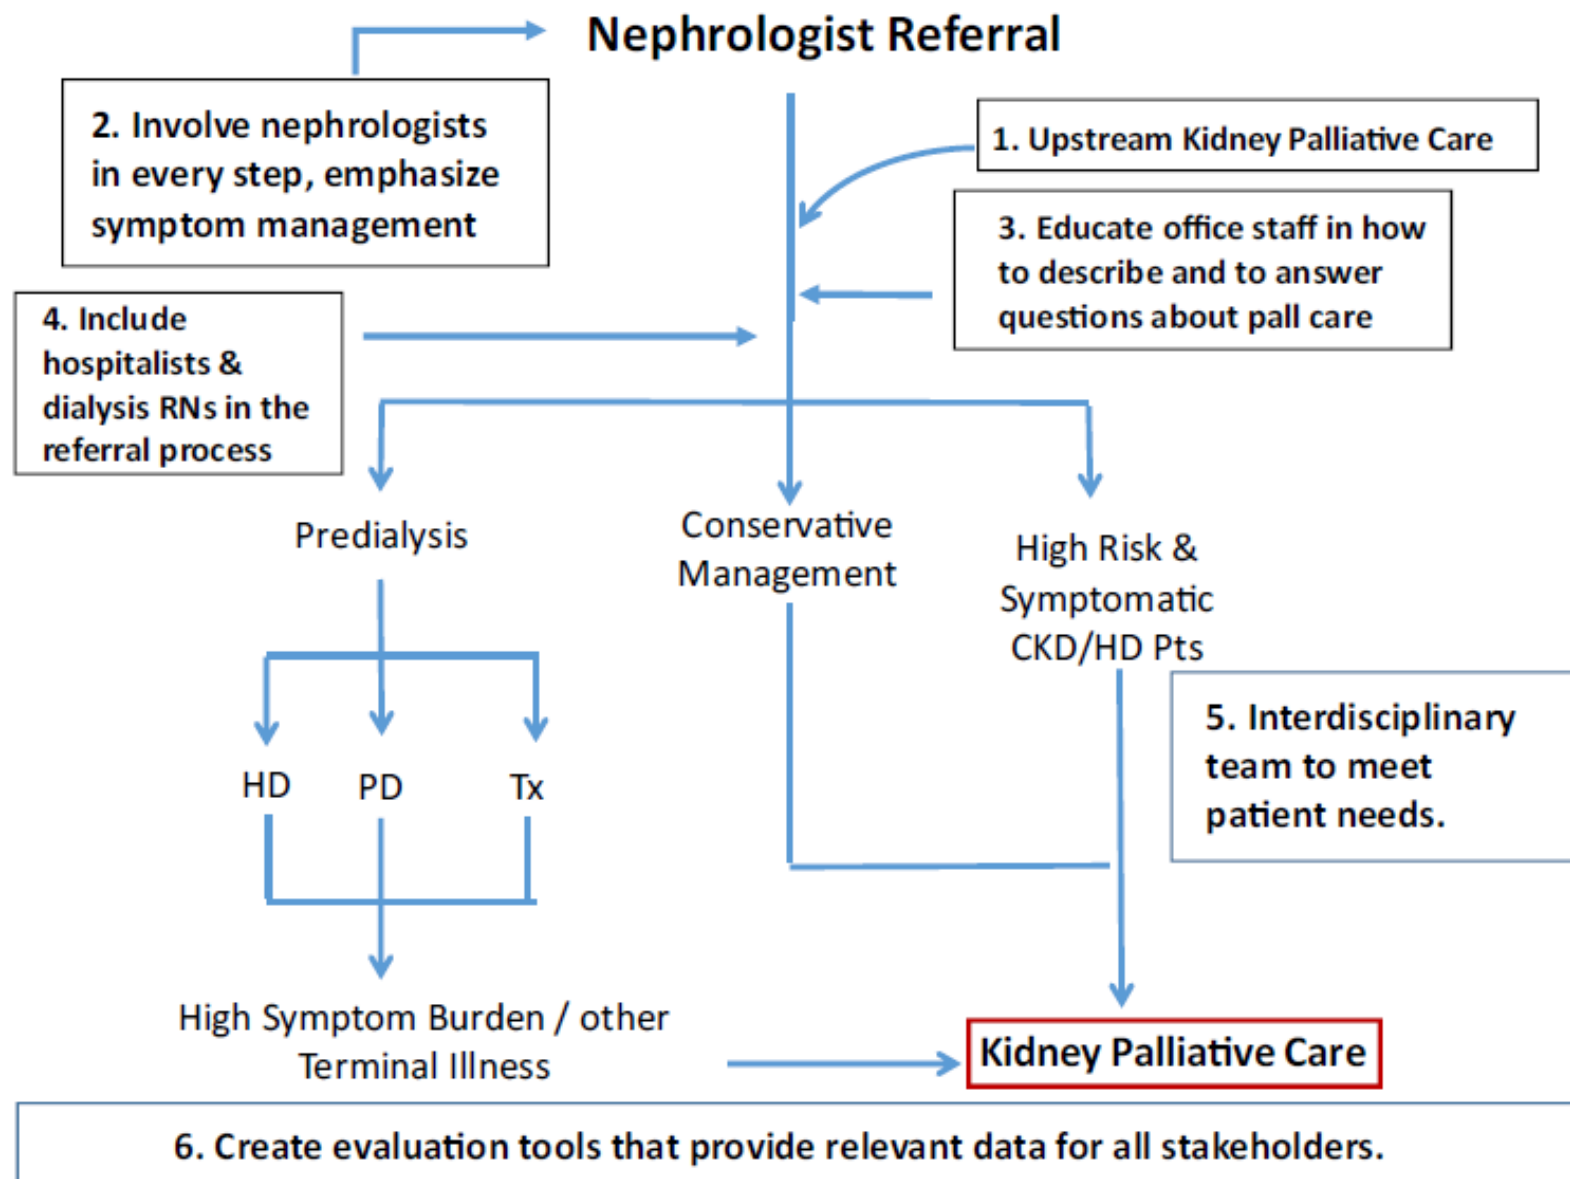 Nephrologist Referral
2. Involve nephrologists
in every step, emphasize
symptom management
1. Upstream Kidney Palliative Care
3. Educate office staff in how
to describe and to answer
questions about pall care
4. Include
hospitalists &
dialysis RNs in the
referral process
Predialysis
Conservative
Management
High Risk &
Symptomatic
CKD/HD Pts
5. Interdisciplinary
team to meet
patient needs.
HD
PD
Tx
High Symptom Burden / other
Terminal Illness
Kidney Palliative Care
6. Create evaluation tools that provide relevant data for all stakeholders.